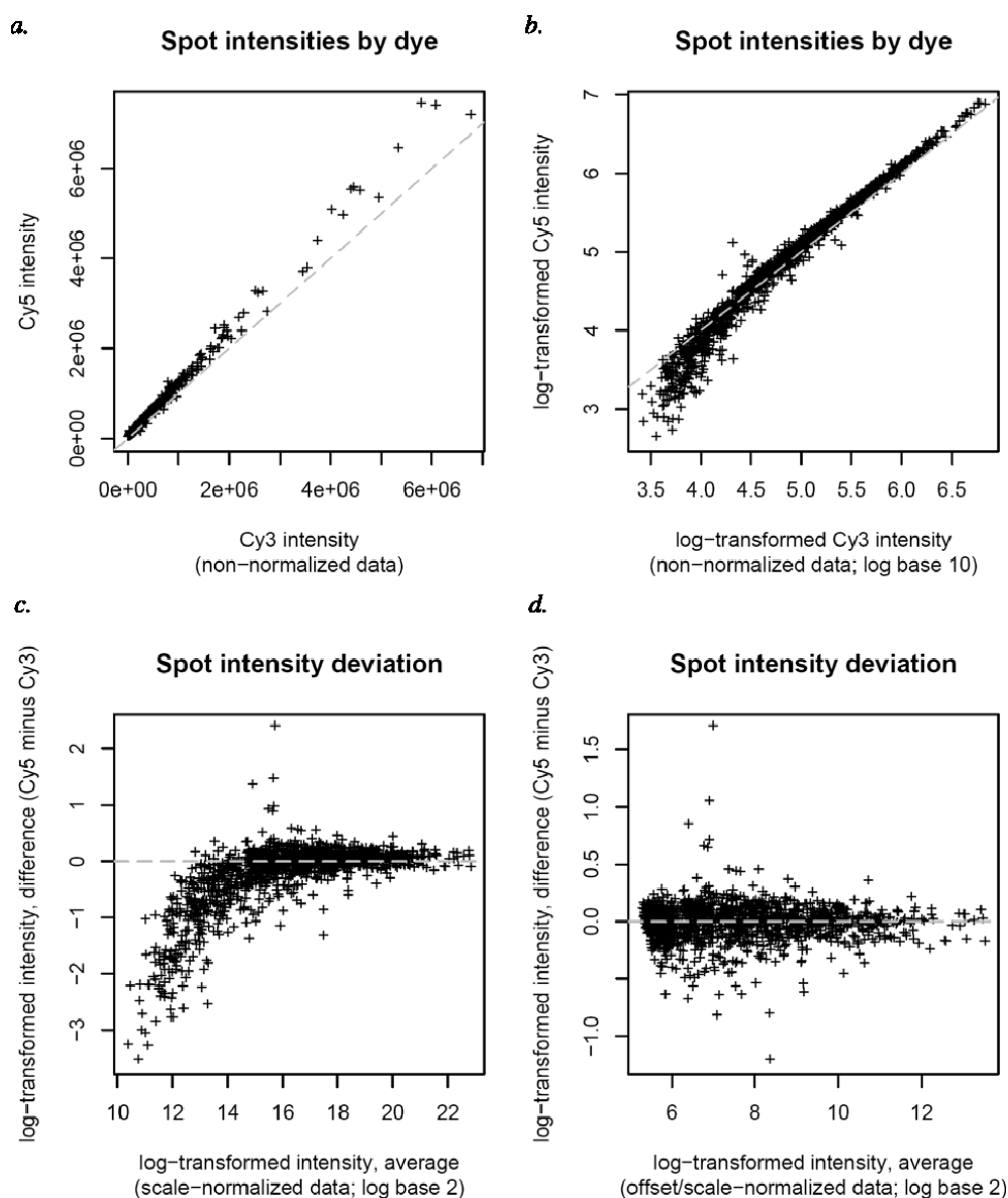 a.
Spot intensities by dye
Cy5 intensity
0e+00 2e+06 4e+06 6e+06
0e+00 2e+06 4e+06 6e+06
Cy3 intensity
(non−normalized data)
b.
Spot intensities by dye
log−transformed Cy5 intensity
3 4 5 6 7
3.5 4.0 4.5 5.0 5.5 6.0 6.5
log−transformed Cy3 intensity
(non−normalized data; log base 10)
c.
Spot intensity deviation
log−transformed intensity, difference (Cy5 minus Cy3)
−3 −2 −1 0 1 2
10 12 14 16 18 20 22
log−transformed intensity, average
(scale−normalized data; log base 2)
d.
Spot intensity deviation
log−transformed intensity, difference (Cy5 minus Cy3)
−1.0 0.0 0.5 1.0 1.5
6 8 10 12
log−transformed intensity, average
(offset/scale−normalized data; log base 2)